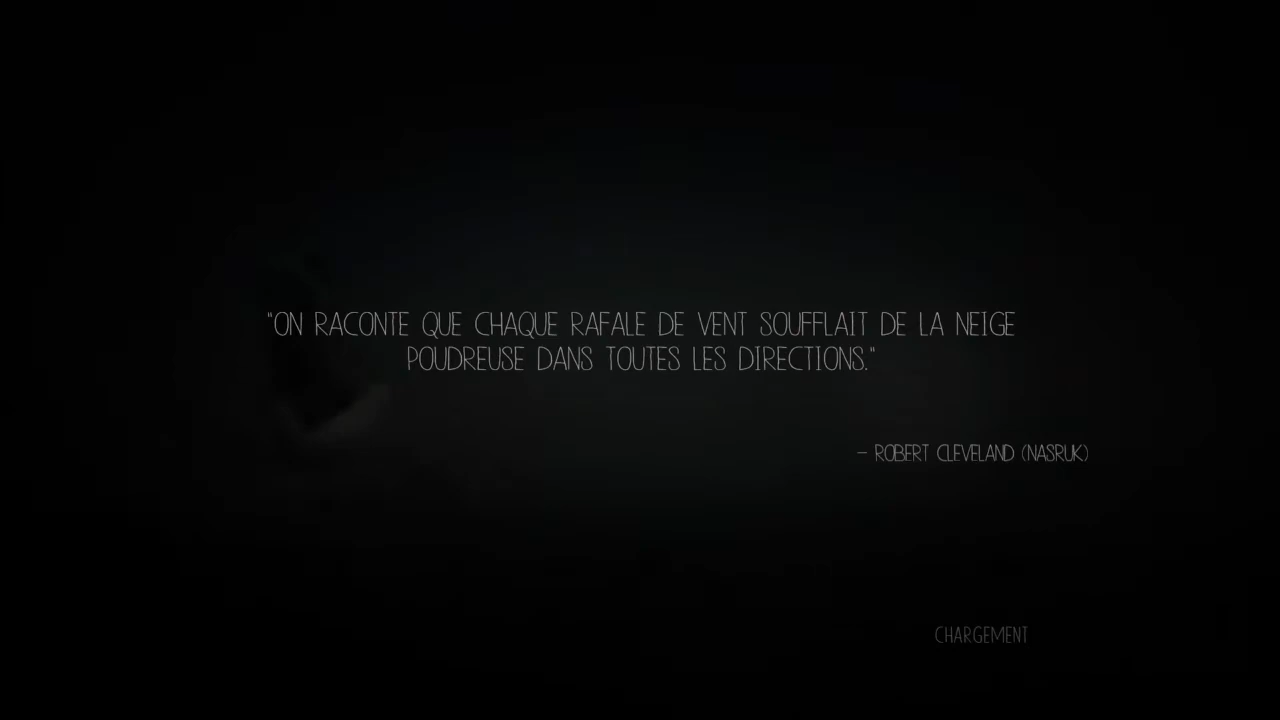 "ON RACONTE QUE CHAQUE RAFALE DE VENT SOUFFLAIT DE LA NEIGE
POUDREUSE DANS TOUTES LES DIRECTIONS."
— ROBERT CLEVELAND (NASRUK)
CHARGEMENT